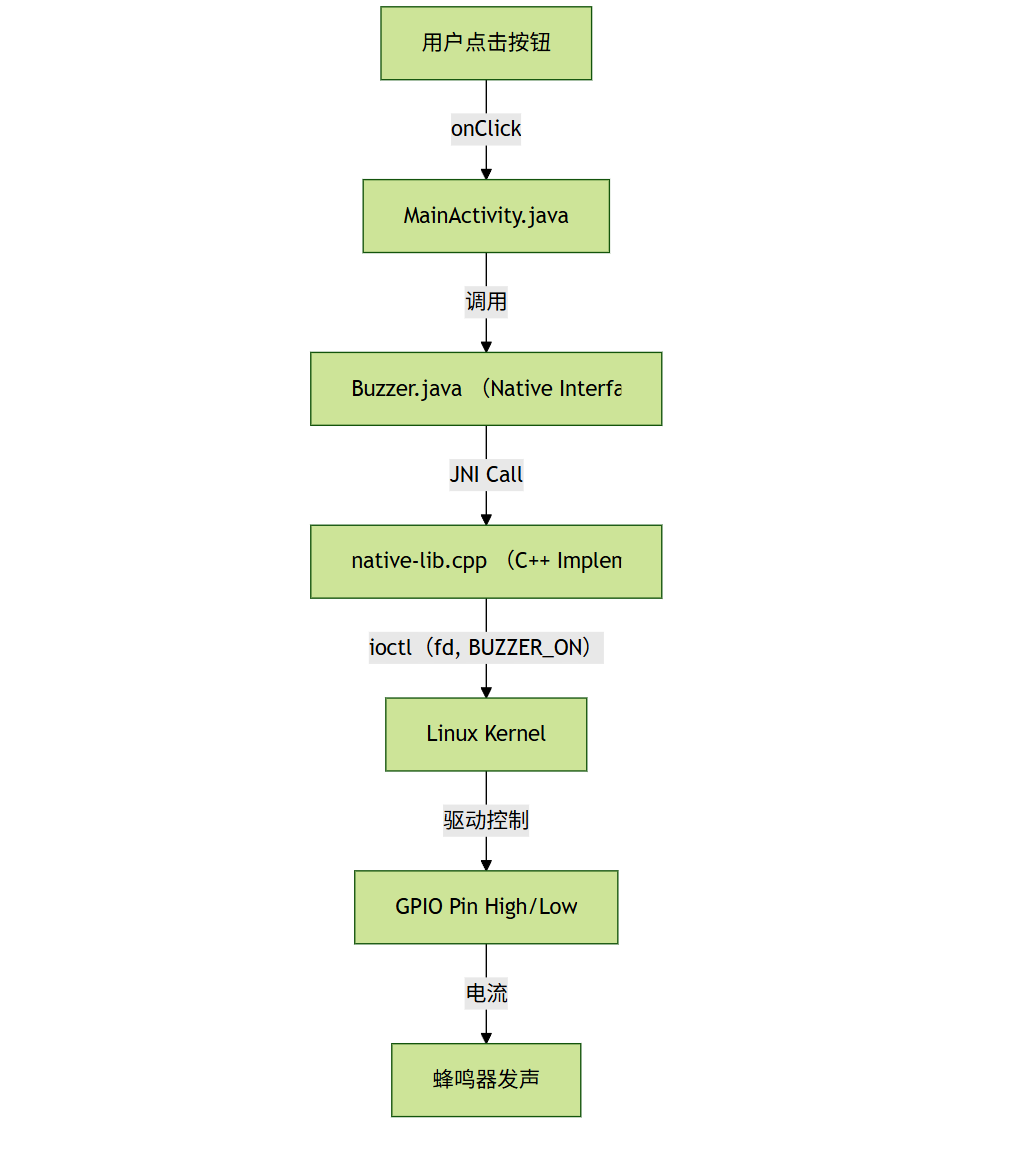 用户点击按钮
onClick
MainActivity.java
调用
Buzzer.java （Native Interfa
JNI Call
native-lib.cpp （C++ Implen
ioctl（fd, BUZZER_ON）
Linux Kernel
驱动控制
GPIO Pin High/Low
电流
蜂鸣器发声